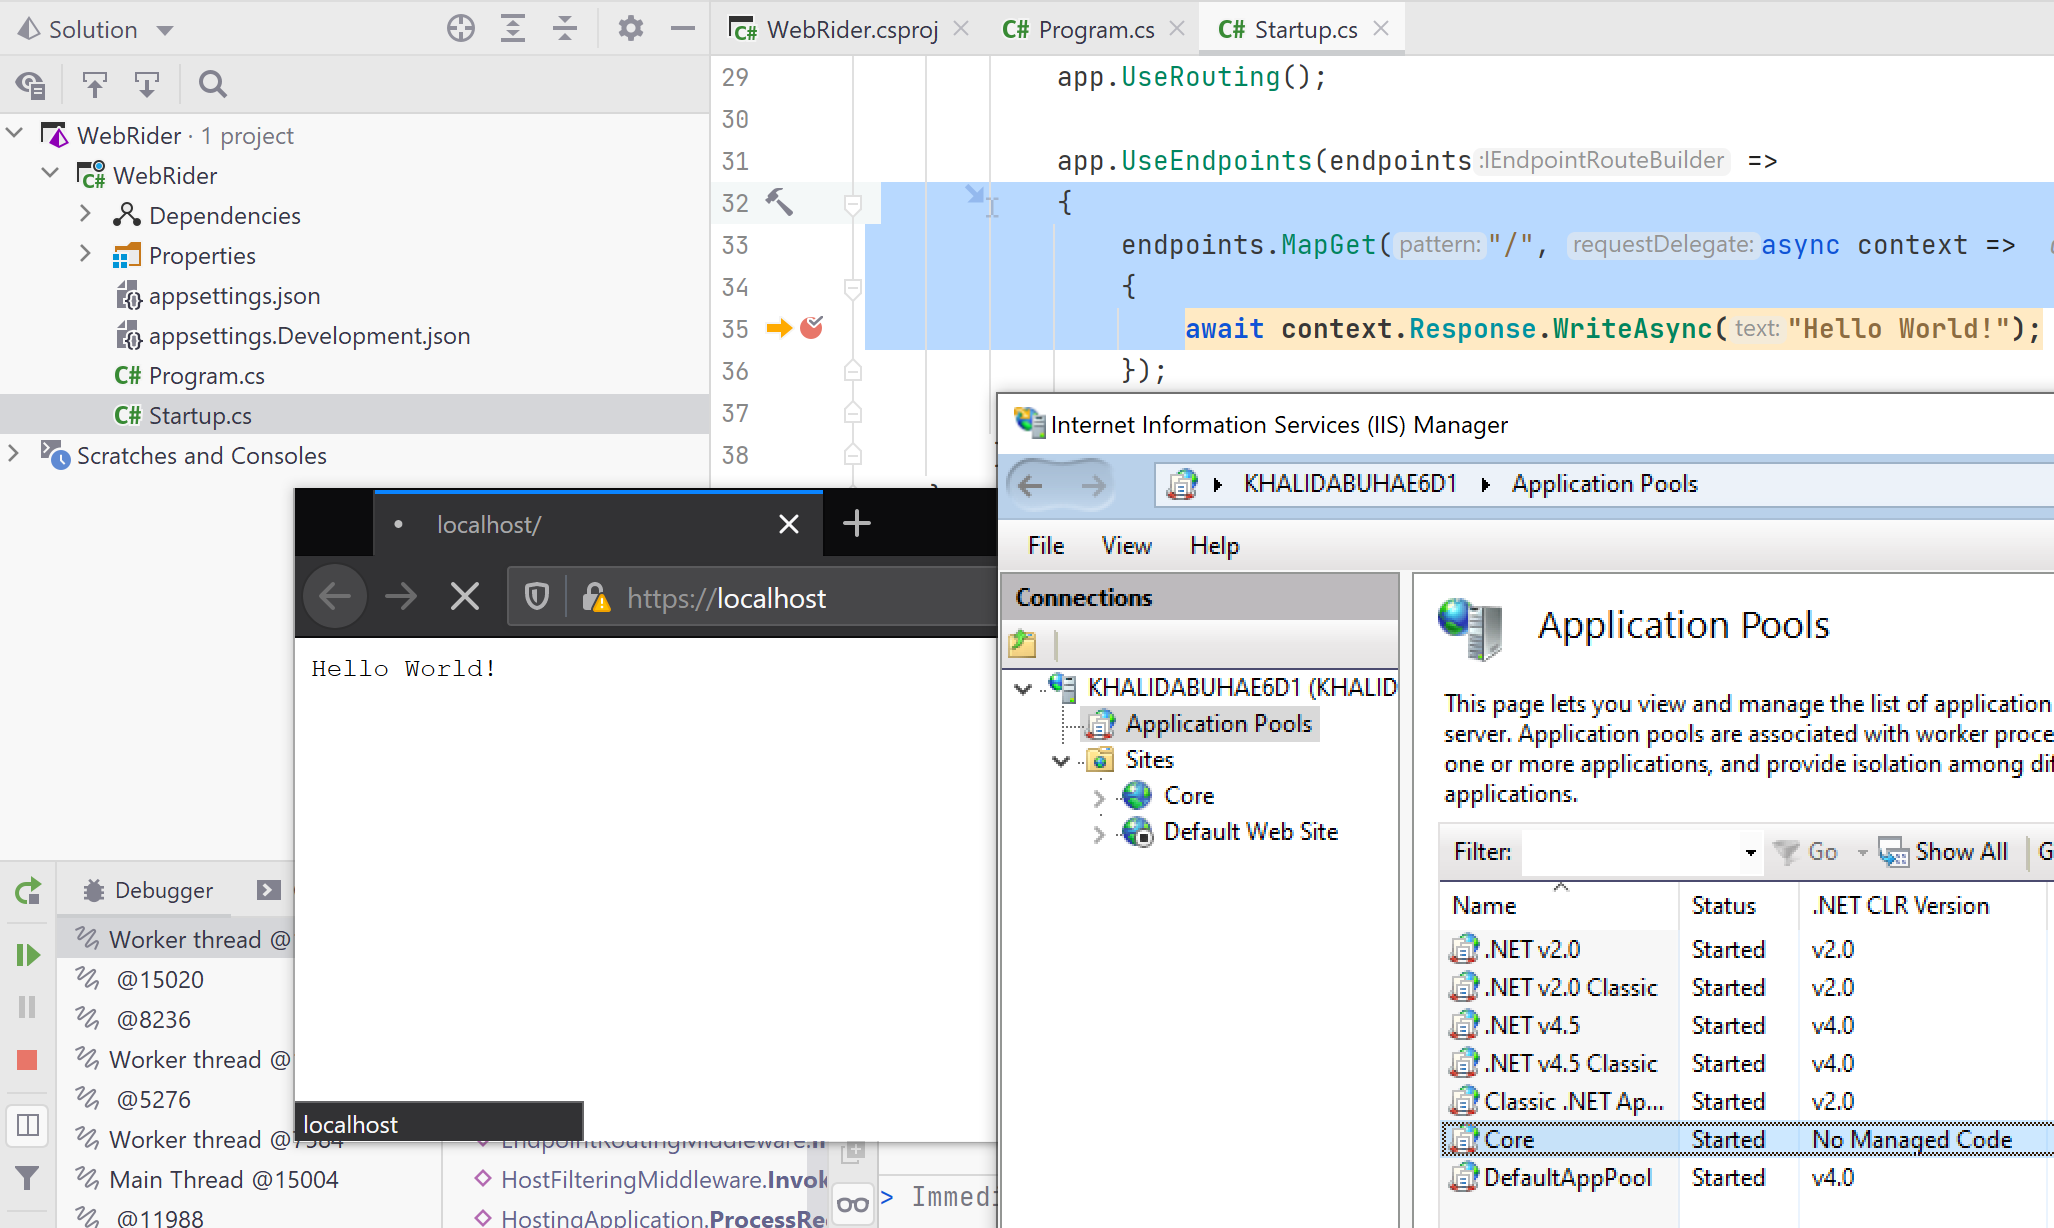 Solution
WebRider · 1 project
WebRider
Dependencies
Properties
appsettings.json
appsettings.Development.json
C# Program.cs
C# Startup.cs
Scratches and Consoles
C# WebRider.csproj
C# Program.cs
C# Startup.cs
29 app.UseRouting();
30
31 app.UseEndpoints(endpoints :IEndpointRouteBuilder =>
32 {
33 endpoints.MapGet( pattern: "/", requestDelegate: async context =>
34 {
35 await context.Response.WriteAsync( text: "Hello World!");
36 });
37
38
localhost/
https://localhost
Hello World!
localhost
Debugger
Worker thread @
@15020
@8236
Worker thread @
@5276
Worker thread @7384
Main Thread @15004
@11988
EndpointRoutingMiddleware.
HostFilteringMiddleware.Invok
HostingApplication.ProcessRe
> Immedi
Internet Information Services (IIS) Manager
KHALIDABUHAE6D1 Application Pools
File View Help
Connections
KHALIDABUHAE6D1 (KHALID
Application Pools
Sites
Core
Default Web Site
Application Pools
This page lets you view and manage the list of application
server. Application pools are associated with worker proce
one or more applications, and provide isolation among dif
applications.
Filter: Go Show All G
Name Status .NET CLR Version
.NET v2.0 Started v2.0
.NET v2.0 Classic Started v2.0
.NET v4.5 Started v4.0
.NET v4.5 Classic Started v4.0
Classic .NET Ap... Started v2.0
Core Started No Managed Code
DefaultAppPool Started v4.0